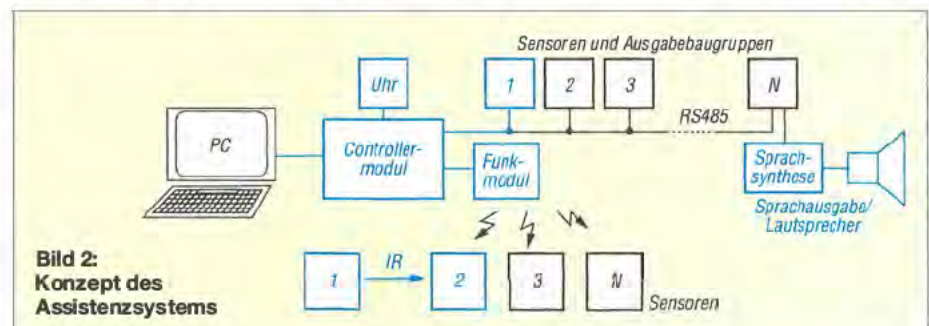 Sensoren und Ausgabebaugruppen
Uhr
1
2
3
N
RS485
PC
Controller-
modul
Funk-
modul
Sprach-
synthese
Sprachausgabe/
Lautsprecher
Bild 2:
Konzept des
Assistenzsystems
1
IR
2
3
N
Sensoren